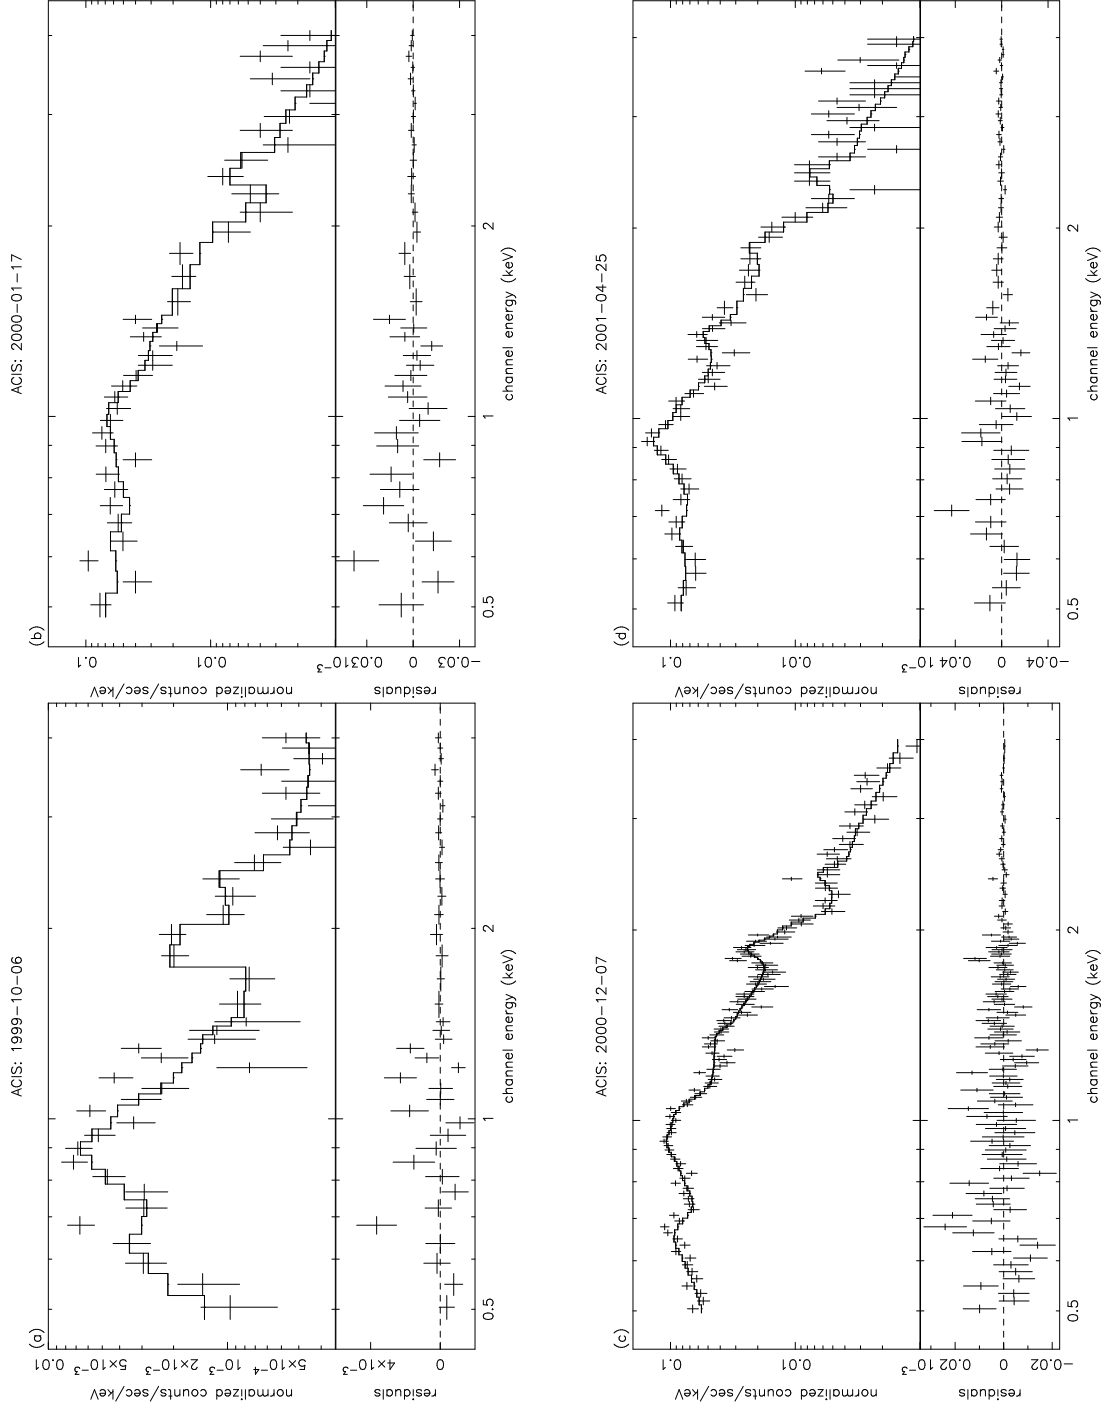 (a)
ACIS: 1999−10−06
normalized counts/sec/keV
0.01
5×10−3
2×10−3
10−3
5×10−4
residuals
4×10−3
0
0.5
1
2
channel energy (keV)
(b)
ACIS: 2000−01−17
normalized counts/sec/keV
0.1
0.01
10−3
residuals
0.03
0
−0.03
0.5
1
2
channel energy (keV)
(c)
ACIS: 2000−12−07
normalized counts/sec/keV
0.1
0.01
10−3
residuals
0.02
0
−0.02
0.5
1
2
channel energy (keV)
(d)
ACIS: 2001−04−25
normalized counts/sec/keV
0.1
0.01
10−3
residuals
0.04
0
−0.04
0.5
1
2
channel energy (keV)